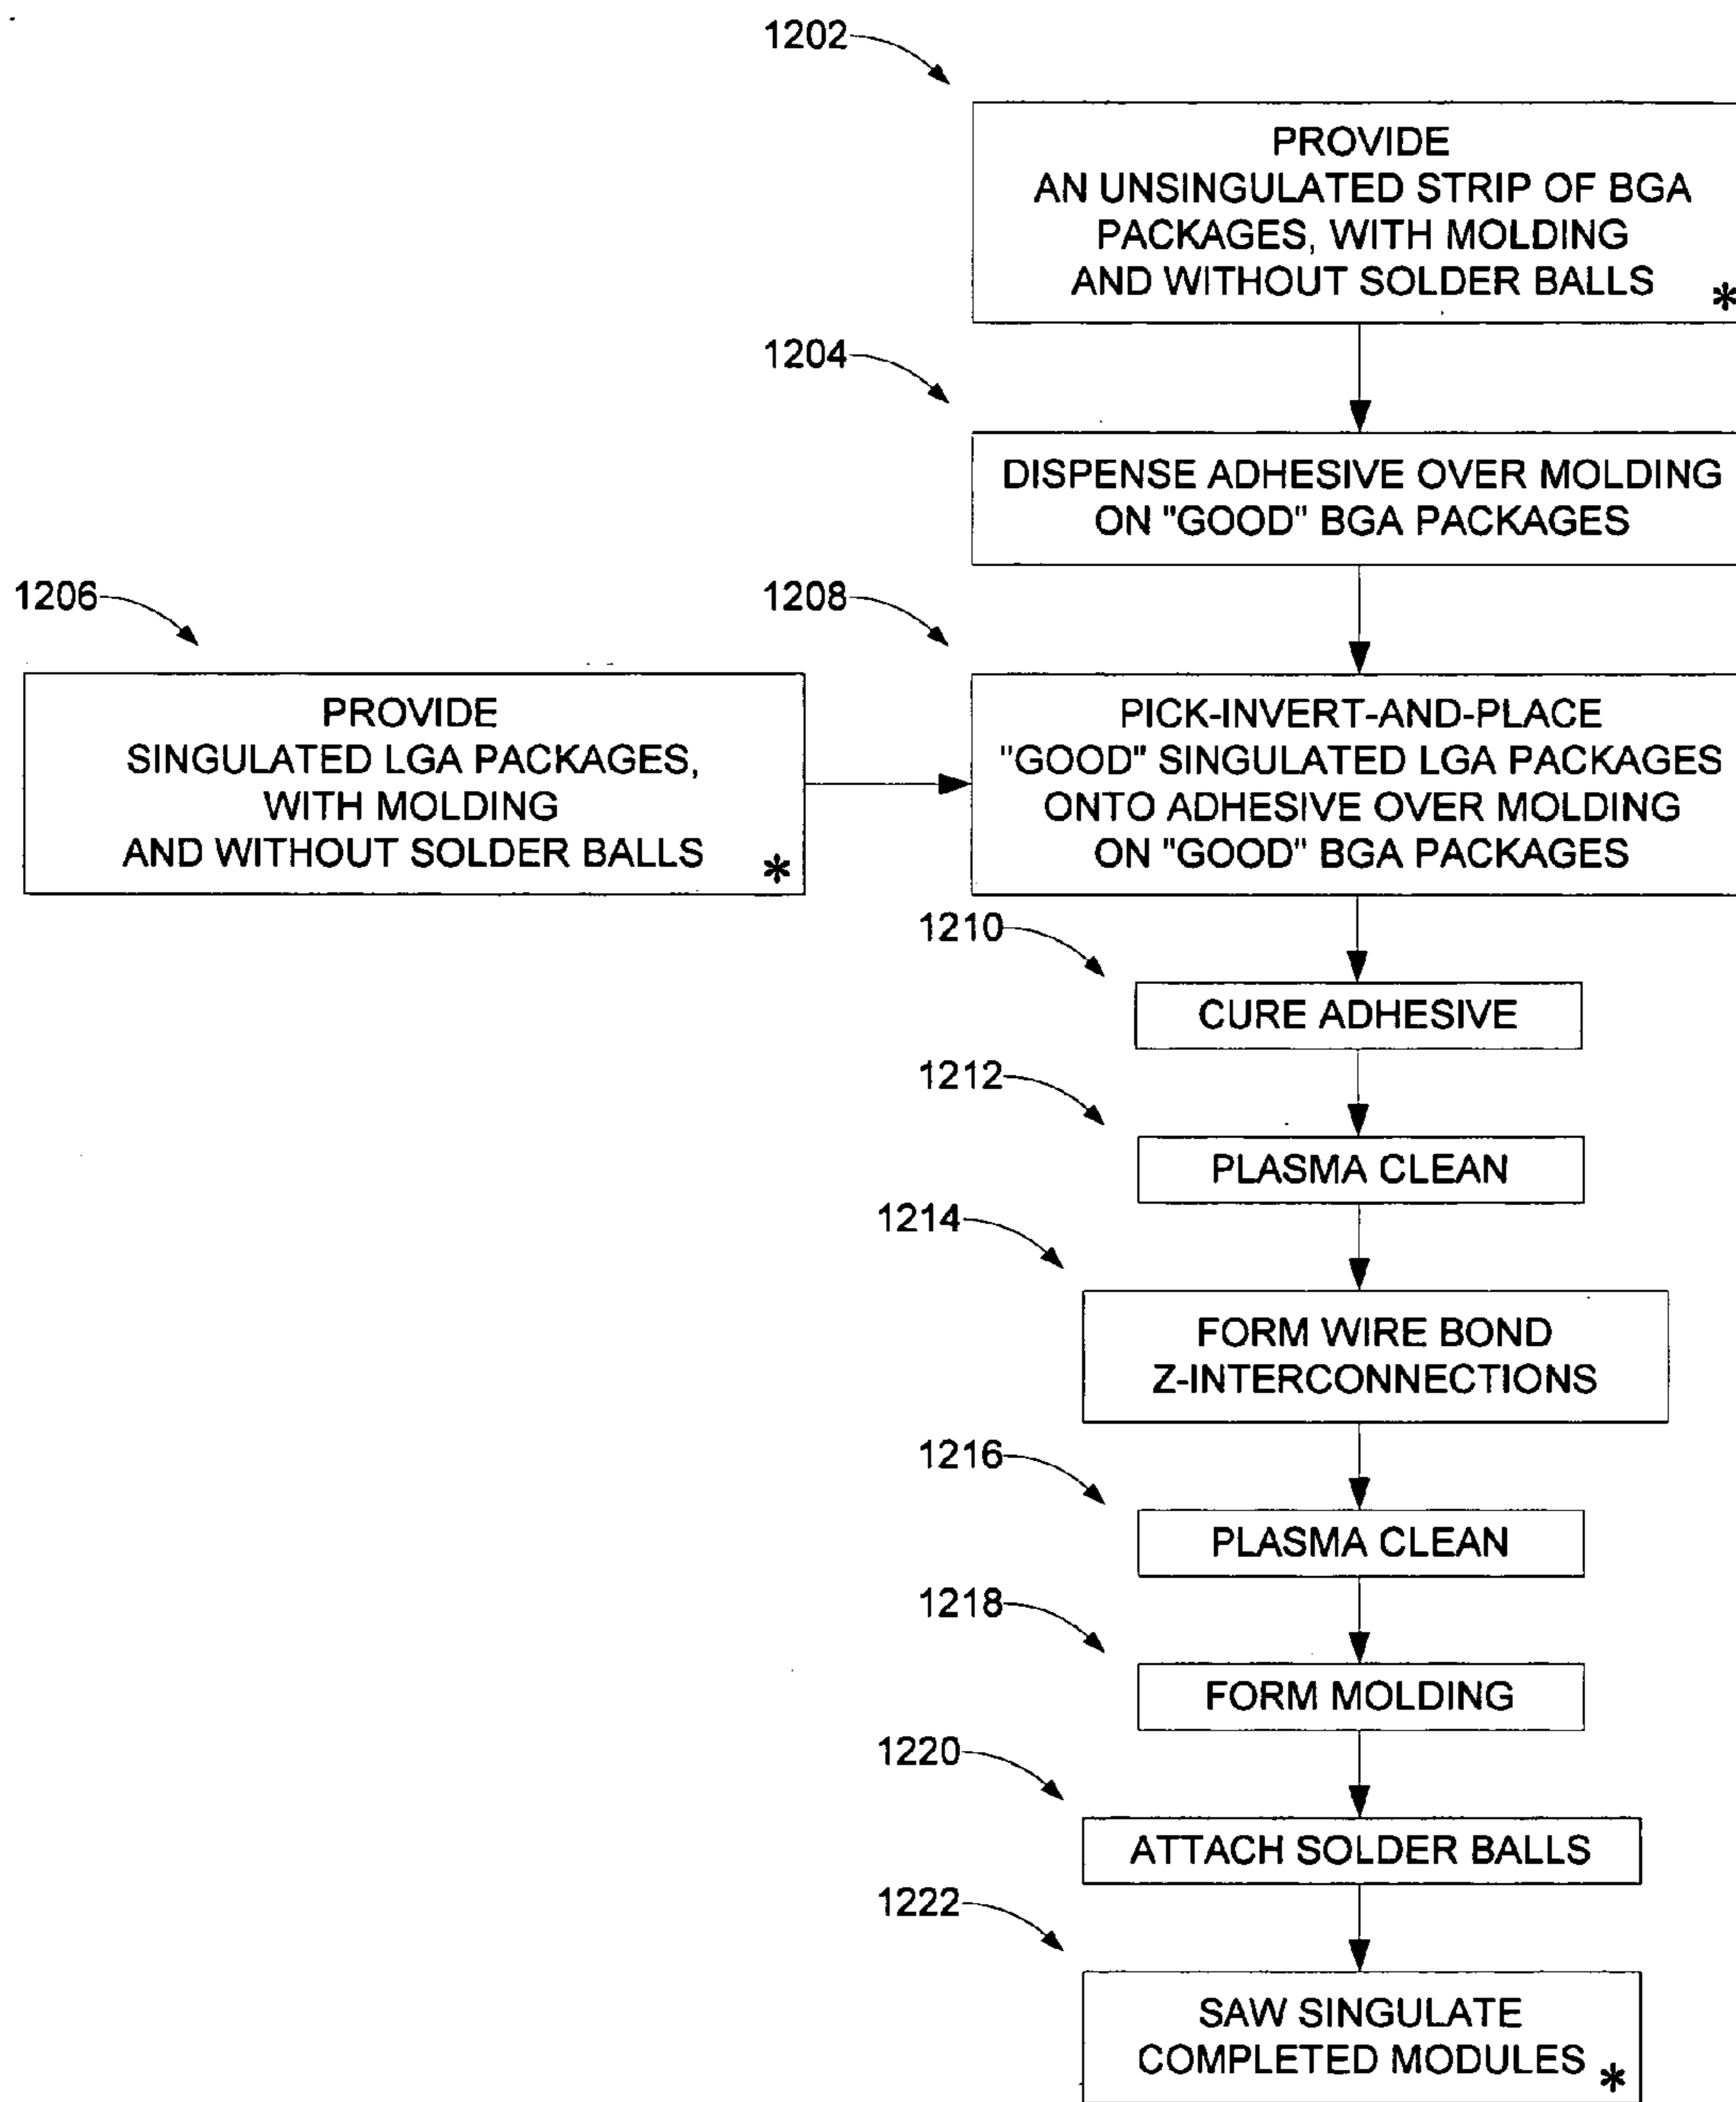 1202
PROVIDE
AN UNSINGULATED STRIP OF BGA
PACKAGES, WITH MOLDING
AND WITHOUT SOLDER BALLS
*
1204
DISPENSE ADHESIVE OVER MOLDING
ON "GOOD" BGA PACKAGES
1206
PROVIDE
SINGULATED LGA PACKAGES,
WITH MOLDING
AND WITHOUT SOLDER BALLS
*
1208
PICK-INVERT-AND-PLACE
"GOOD" SINGULATED LGA PACKAGES
ONTO ADHESIVE OVER MOLDING
ON "GOOD" BGA PACKAGES
1210
CURE ADHESIVE
1212
PLASMA CLEAN
1214
FORM WIRE BOND
Z-INTERCONNECTIONS
1216
PLASMA CLEAN
1218
FORM MOLDING
1220
ATTACH SOLDER BALLS
1222
SAW SINGULATE
COMPLETED MODULES
*